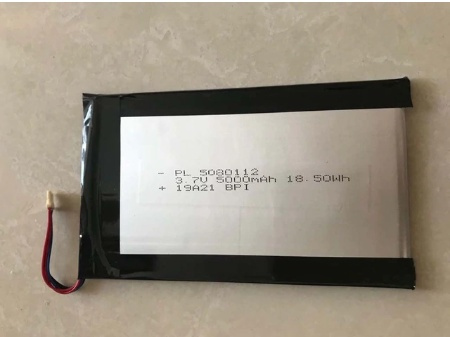 - PL 5080112
3.7V 5000mAh 18.50Wh
+ 19A21 BPI